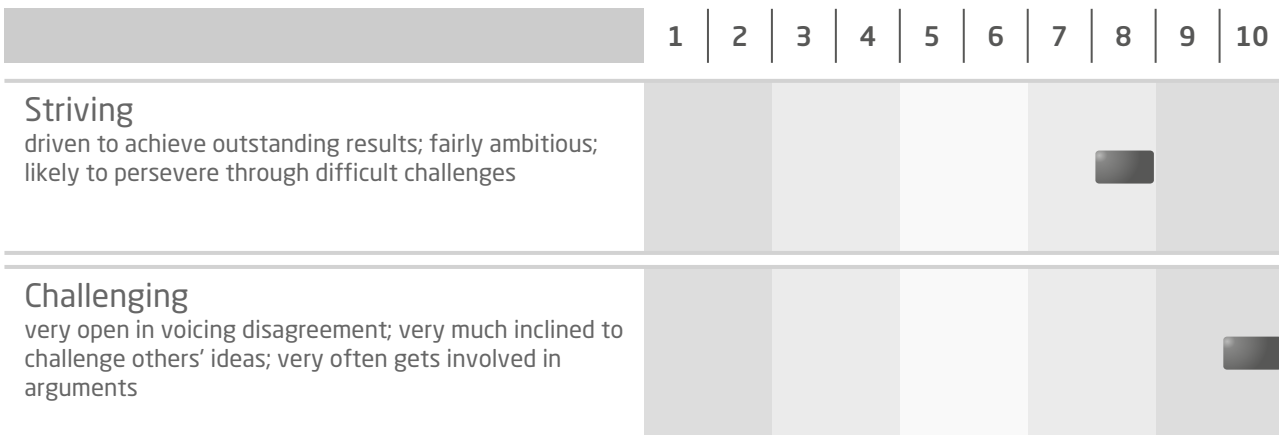 1 2 3 4 5 6 7 8 9 10
Striving
driven to achieve outstanding results; fairly ambitious;
likely to persevere through difficult challenges
Challenging
very open in voicing disagreement; very much inclined to
challenge others’ ideas; very often gets involved in
arguments